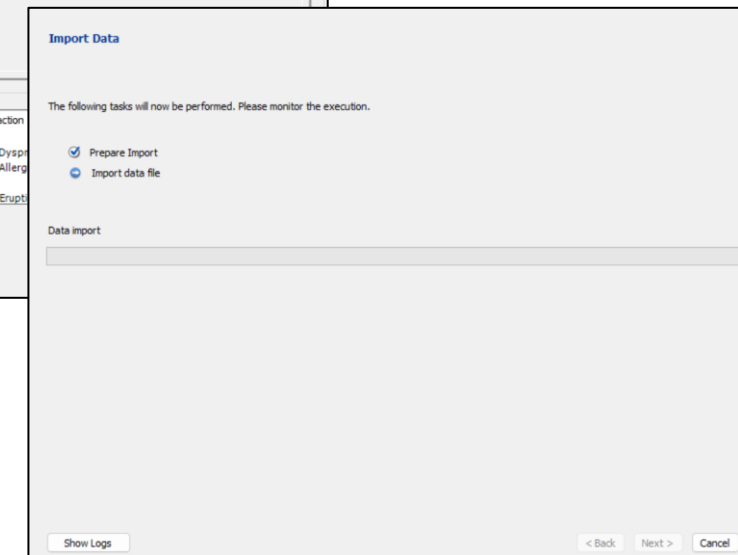 Import Data
The following tasks will now be performed. Please monitor the execution.
Prepare Import
Import data file
Data import
Show Logs
< Back
Next >
Cancel